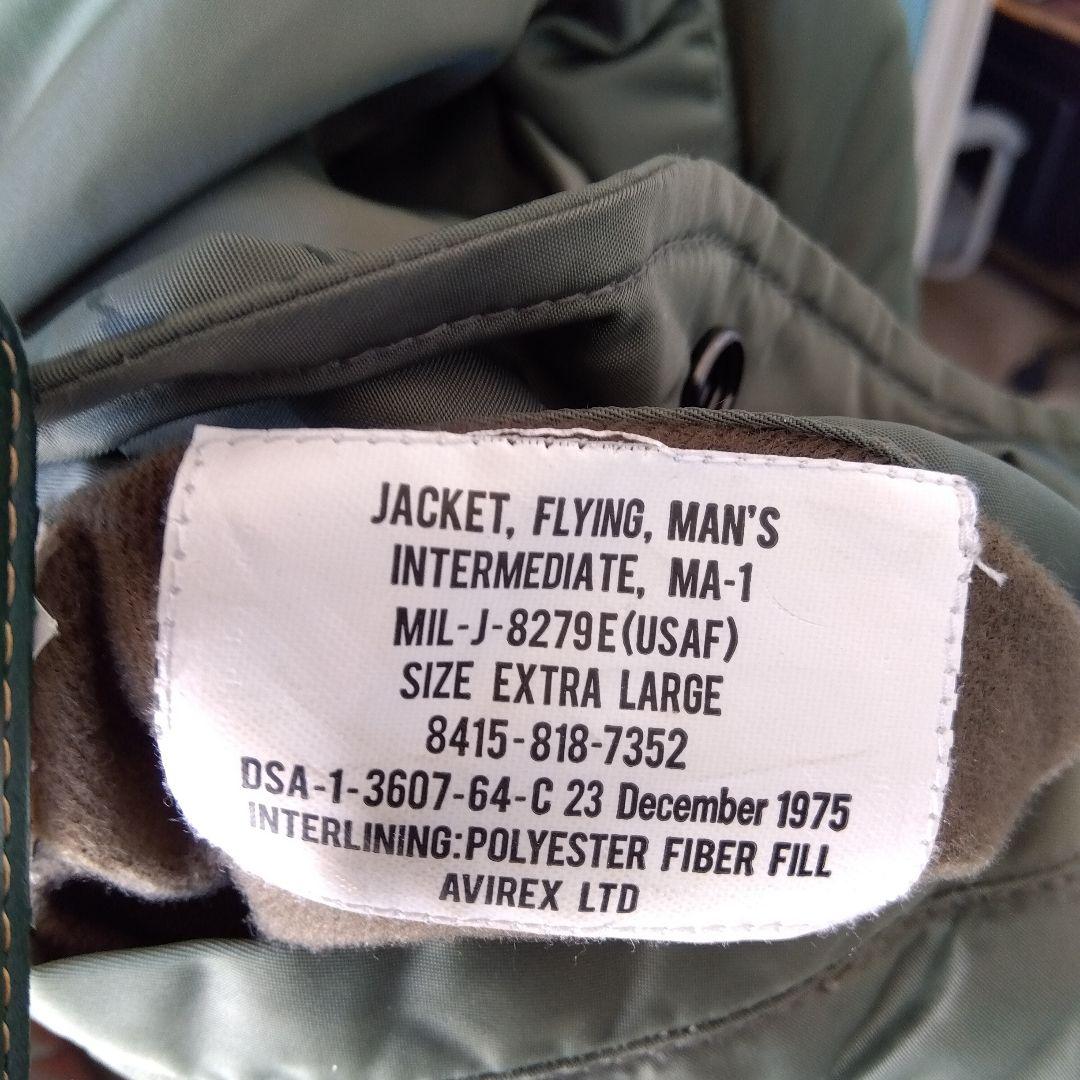 JACKET, FLYING, MAN'S
INTERMEDIATE, MA-1
MIL-J-8279E(USAF)
SIZE EXTRA LARGE
8415-818-7352
DSA-1-3607-64-C 23 December 1975
INTERLINING:POLYESTER FIBER FILL
AVIREX LTD